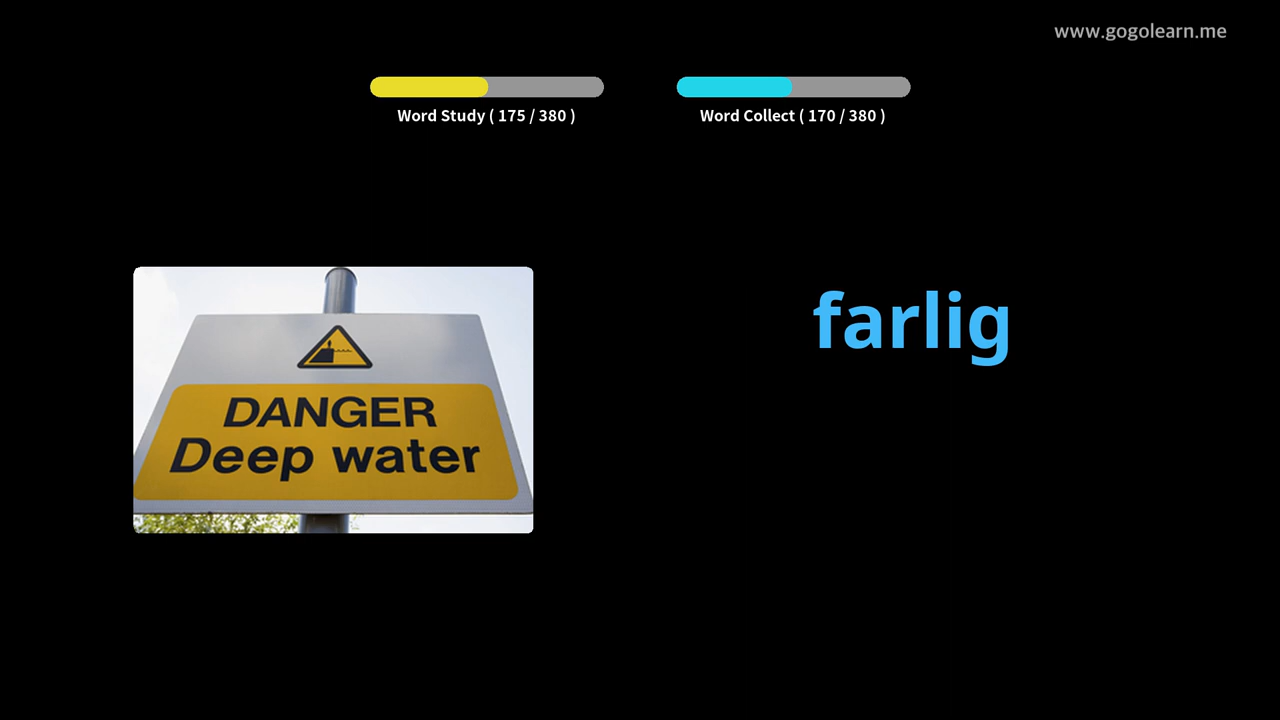 www.gogolearn.me
Word Study ( 175 / 380 )
Word Collect ( 170 / 380 )
DANGER
Deep water
farlig